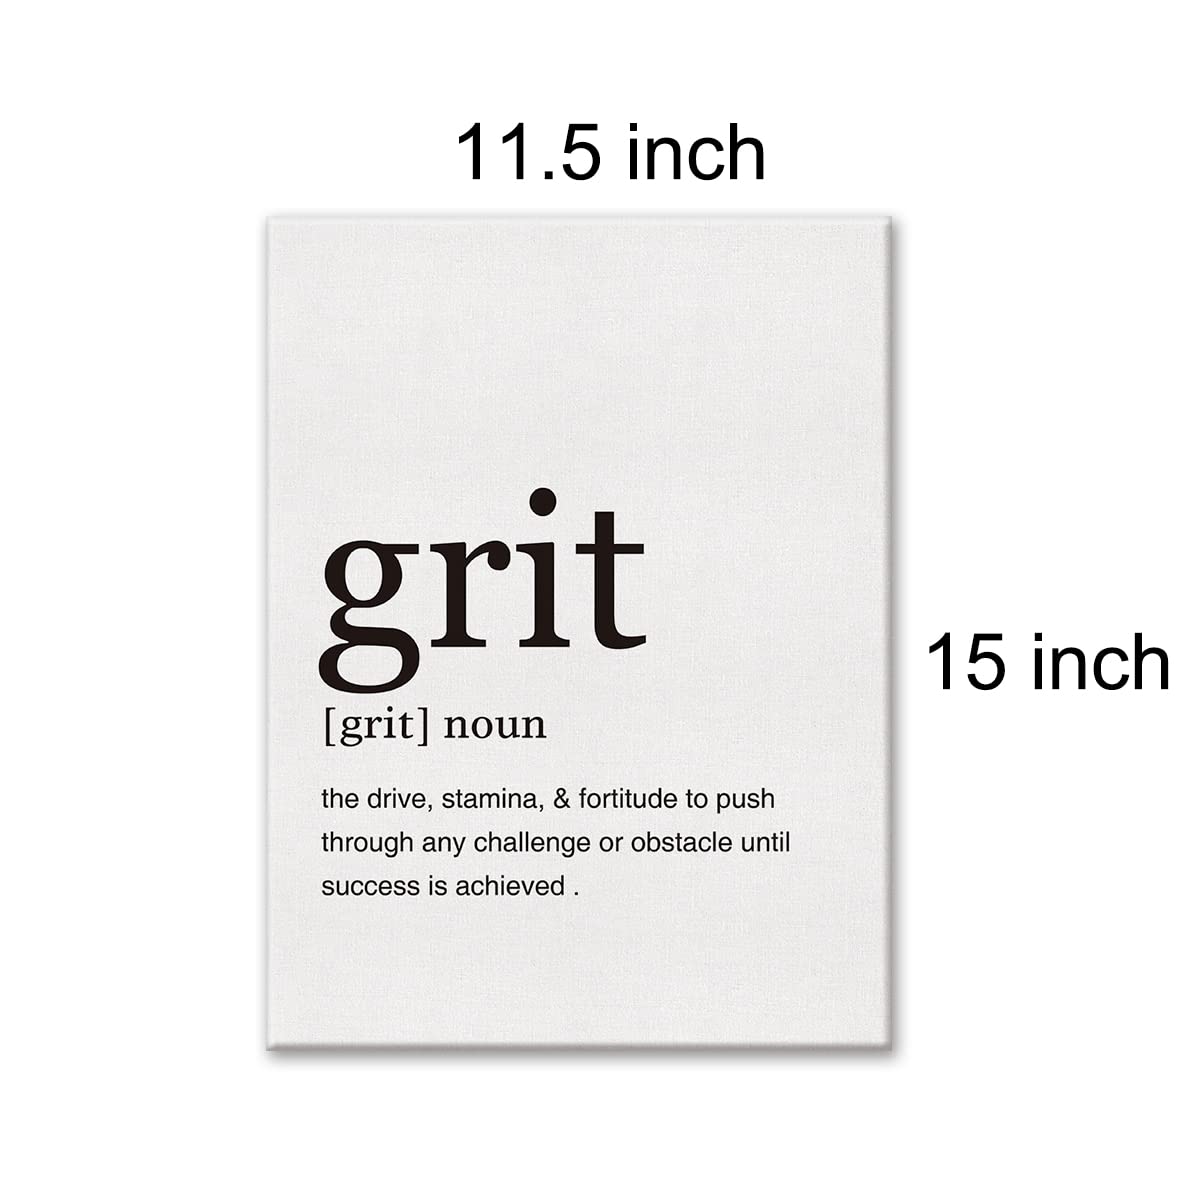 11.5 inch
grit
15 inch
[grit] noun
the drive, stamina, & fortitude to push
through any challenge or obstacle until
success is achieved .